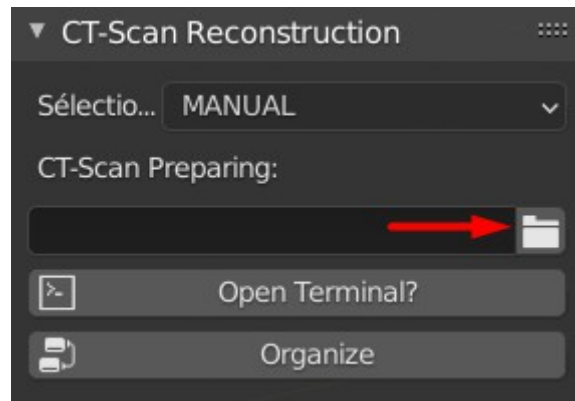 CT-Scan Reconstruction
Sélectio... MANUAL
CT-Scan Preparing:
Open Terminal?
Organize